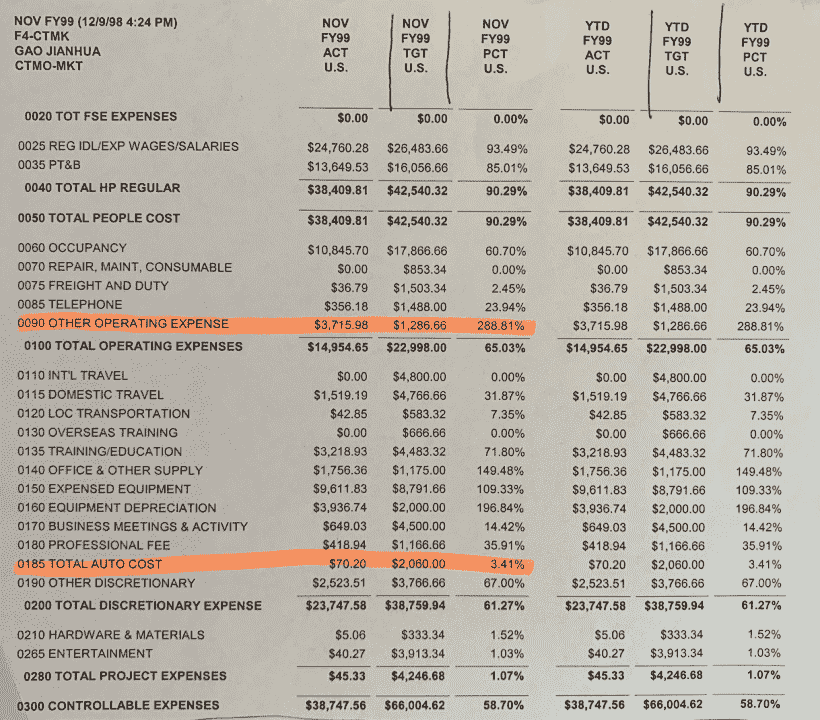 NOV FY99 (12/9/98 4:24 PM)
F4-CTMK
GAO JIANHUA
CTMO-MKT
NOV FY99 ACT U.S. NOV FY99 TGT U.S. NOV FY99 PCT U.S. YTD FY99 ACT U.S. YTD FY99 TGT U.S. YTD FY99 PCT U.S.
0020 TOT FSE EXPENSES $0.00 $0.00 0.00% $0.00 $0.00 0.00%
0025 REG IDL/EXP WAGES/SALARIES $24,760.28 $26,483.66 93.49% $24,760.28 $26,483.66 93.49%
0035 PT&B $13,649.53 $16,056.66 85.01% $13,649.53 $16,056.66 85.01%
0040 TOTAL HP REGULAR $38,409.81 $42,540.32 90.29% $38,409.81 $42,540.32 90.29%
0050 TOTAL PEOPLE COST $38,409.81 $42,540.32 90.29% $38,409.81 $42,540.32 90.29%
0060 OCCUPANCY $10,845.70 $17,866.66 60.70% $10,845.70 $17,866.66 60.70%
0070 REPAIR, MAINT, CONSUMABLE $0.00 $853.34 0.00% $0.00 $853.34 0.00%
0075 FREIGHT AND DUTY $36.79 $1,503.34 2.45% $36.79 $1,503.34 2.45%
0085 TELEPHONE $356.18 $1,488.00 23.94% $356.18 $1,488.00 23.94%
0090 OTHER OPERATING EXPENSE $3,715.98 $1,286.66 288.81% $3,715.98 $1,286.66 288.81%
0100 TOTAL OPERATING EXPENSES $14,954.65 $22,998.00 65.03% $14,954.65 $22,998.00 65.03%
0110 INT'L TRAVEL $0.00 $4,800.00 0.00% $0.00 $4,800.00 0.00%
0115 DOMESTIC TRAVEL $1,519.19 $4,766.66 31.87% $1,519.19 $4,766.66 31.87%
0120 LOC TRANSPORTATION $42.85 $583.32 7.35% $42.85 $583.32 7.35%
0130 OVERSEAS TRAINING $0.00 $666.66 0.00% $0.00 $666.66 0.00%
0135 TRAINING/EDUCATION $3,218.93 $4,483.32 71.80% $3,218.93 $4,483.32 71.80%
0140 OFFICE & OTHER SUPPLY $1,756.36 $1,175.00 149.48% $1,756.36 $1,175.00 149.48%
0150 EXPENSED EQUIPMENT $9,611.83 $8,791.66 109.33% $9,611.83 $8,791.66 109.33%
0160 EQUIPMENT DEPRECIATION $3,936.74 $2,000.00 196.84% $3,936.74 $2,000.00 196.84%
0170 BUSINESS MEETINGS & ACTIVITY $649.03 $4,500.00 14.42% $649.03 $4,500.00 14.42%
0180 PROFESSIONAL FEE $418.94 $1,166.66 35.91% $418.94 $1,166.66 35.91%
0185 TOTAL AUTO COST $70.20 $2,060.00 3.41% $70.20 $2,060.00 3.41%
0190 OTHER DISCRETIONARY $2,523.51 $3,766.66 67.00% $2,523.51 $3,766.66 67.00%
0200 TOTAL DISCRETIONARY EXPENSE $23,747.58 $38,759.94 61.27% $23,747.58 $38,759.94 61.27%
0210 HARDWARE & MATERIALS $5.06 $333.34 1.52% $5.06 $333.34 1.52%
0265 ENTERTAINMENT $40.27 $3,913.34 1.03% $40.27 $3,913.34 1.03%
0280 TOTAL PROJECT EXPENSES $45.33 $4,246.68 1.07% $45.33 $4,246.68 1.07%
0300 CONTROLLABLE EXPENSES $38,747.56 $66,004.62 58.70% $38,747.56 $66,004.62 58.70%